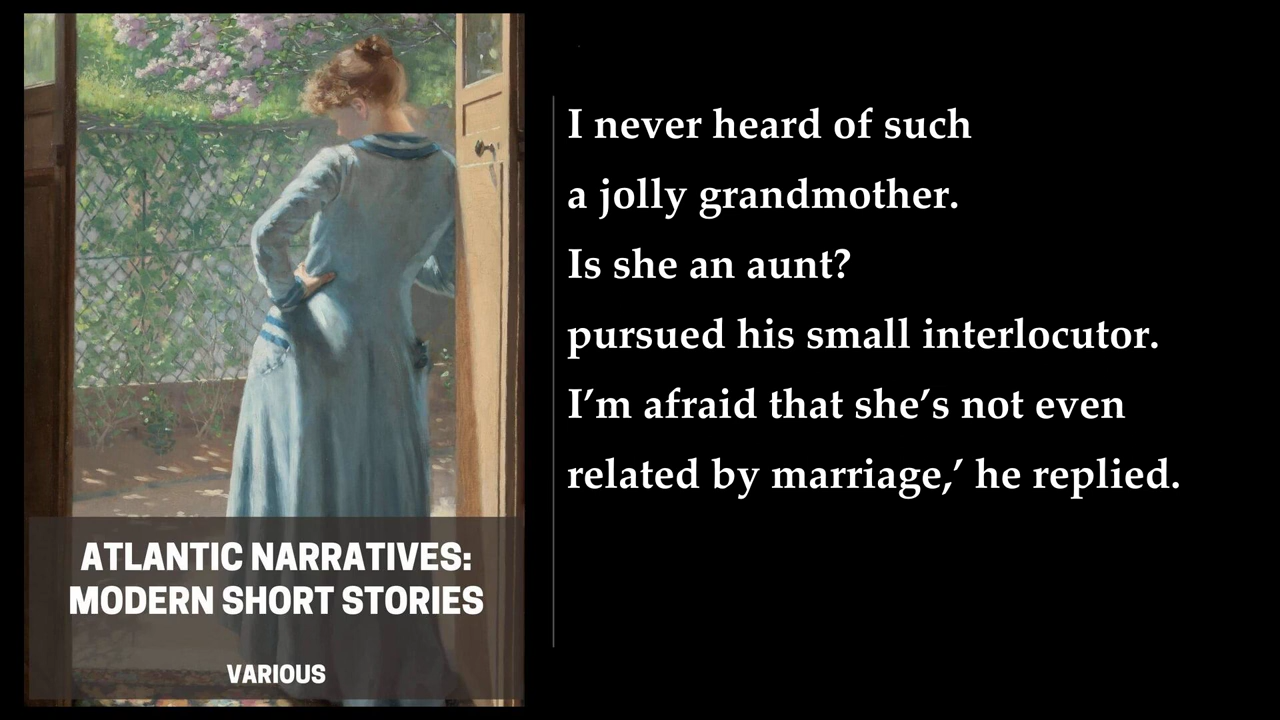 I never heard of such
a jolly grandmother.
Is she an aunt?
pursued his small interlocutor.
I’m afraid that she’s not even
related by marriage,’ he replied.
ATLANTIC NARRATIVES:
MODERN SHORT STORIES
VARIOUS